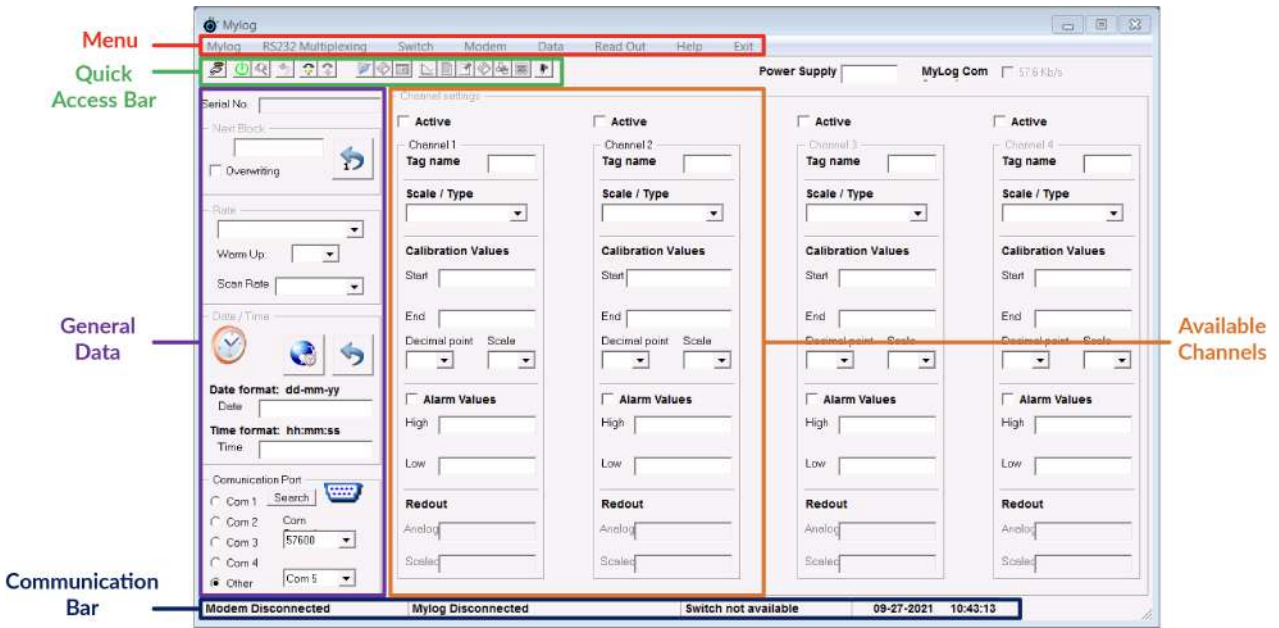 Mylog
Menu
Mylog RS232 Multiplexing Switch Modem Data Read Out Help Exit
Quick
Access Bar
Power Supply MyLog Com 57.6 Kb/s
Serial No.
Channel settings
Active Active Active Active
Next Block
Overwriting
Channel 1 Channel 2 Channel 3 Channel 4
Tag name Tag name Tag name Tag name
Scale / Type Scale / Type Scale / Type Scale / Type
Rate
Warm Up:
Scan Rate
Calibration Values Calibration Values Calibration Values Calibration Values
Start Start Start Start
End End End End
Decimal point Scale Decimal point Scale Decimal point Scale Decimal point Scale
General
Data
Date / Time
Date format: dd-mm-yy
Date
Time format: hh:mm:ss
Time
Available
Channels
Alarm Values Alarm Values Alarm Values Alarm Values
High High High High
Low Low Low Low
Comunication Port
Com 1 Search
Com 2 Com
Com 3 57600
Com 4
Other Com 5
Redout Redout Redout Redout
Analog Analog Analog Analog
Scaled Scaled Scaled Scaled
Communication
Bar
Modem Disconnected Mylog Disconnected Switch not available 09-27-2021 10:43:13